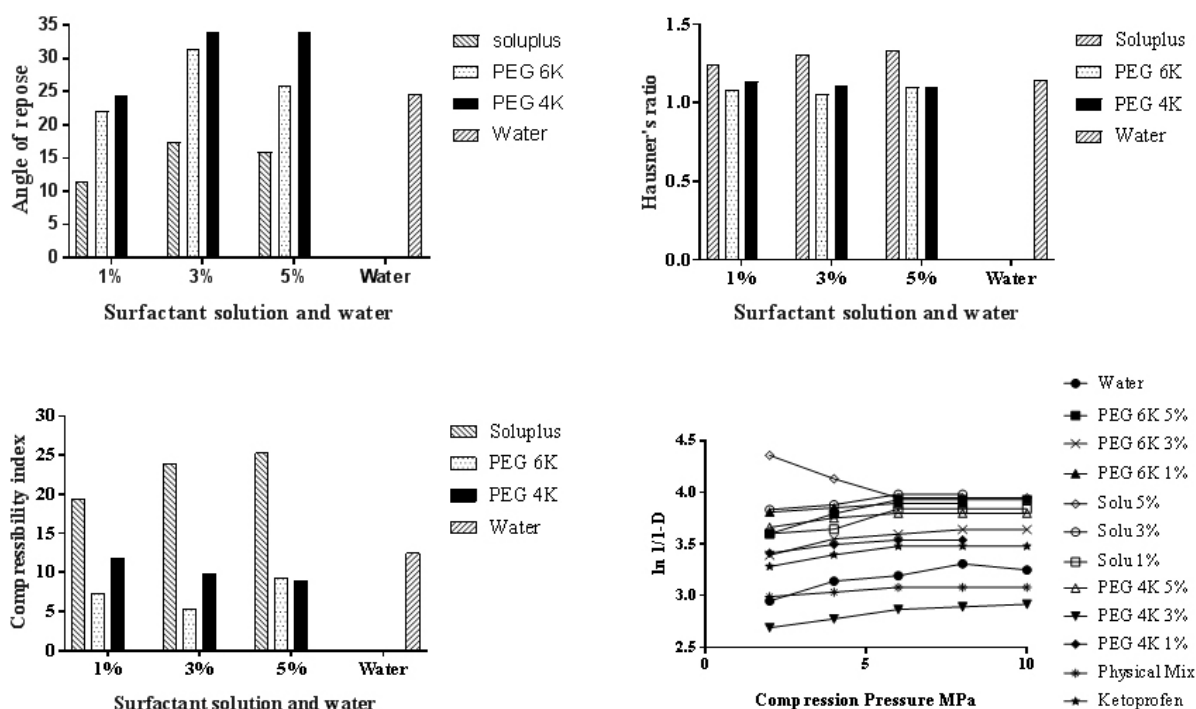 35
30
25
20
15
10
5
0
Angle of repose
1% 3% 5% Water
Surfactant solution and water
soluplus
PEG 6K
PEG 4K
Water
1.5
1.0
0.5
0.0
Hausner's ratio
1% 3% 5% Water
Surfactant solution and water
Soluplus
PEG 6K
PEG 4K
Water
30
25
20
15
10
5
0
Compressibility index
1% 3% 5% Water
Surfactant solution and water
Soluplus
PEG 6K
PEG 4K
Water
4.5
4.0
3.5
3.0
2.5
ln 1/1-D
0 5 10
Compression Pressure MPa
Water
PEG 6K 5%
PEG 6K 3%
PEG 6K 1%
Solu 5%
Solu 3%
Solu 1%
PEG 4K 5%
PEG 4K 3%
PEG 4K 1%
Physical Mix
Ketoprofen